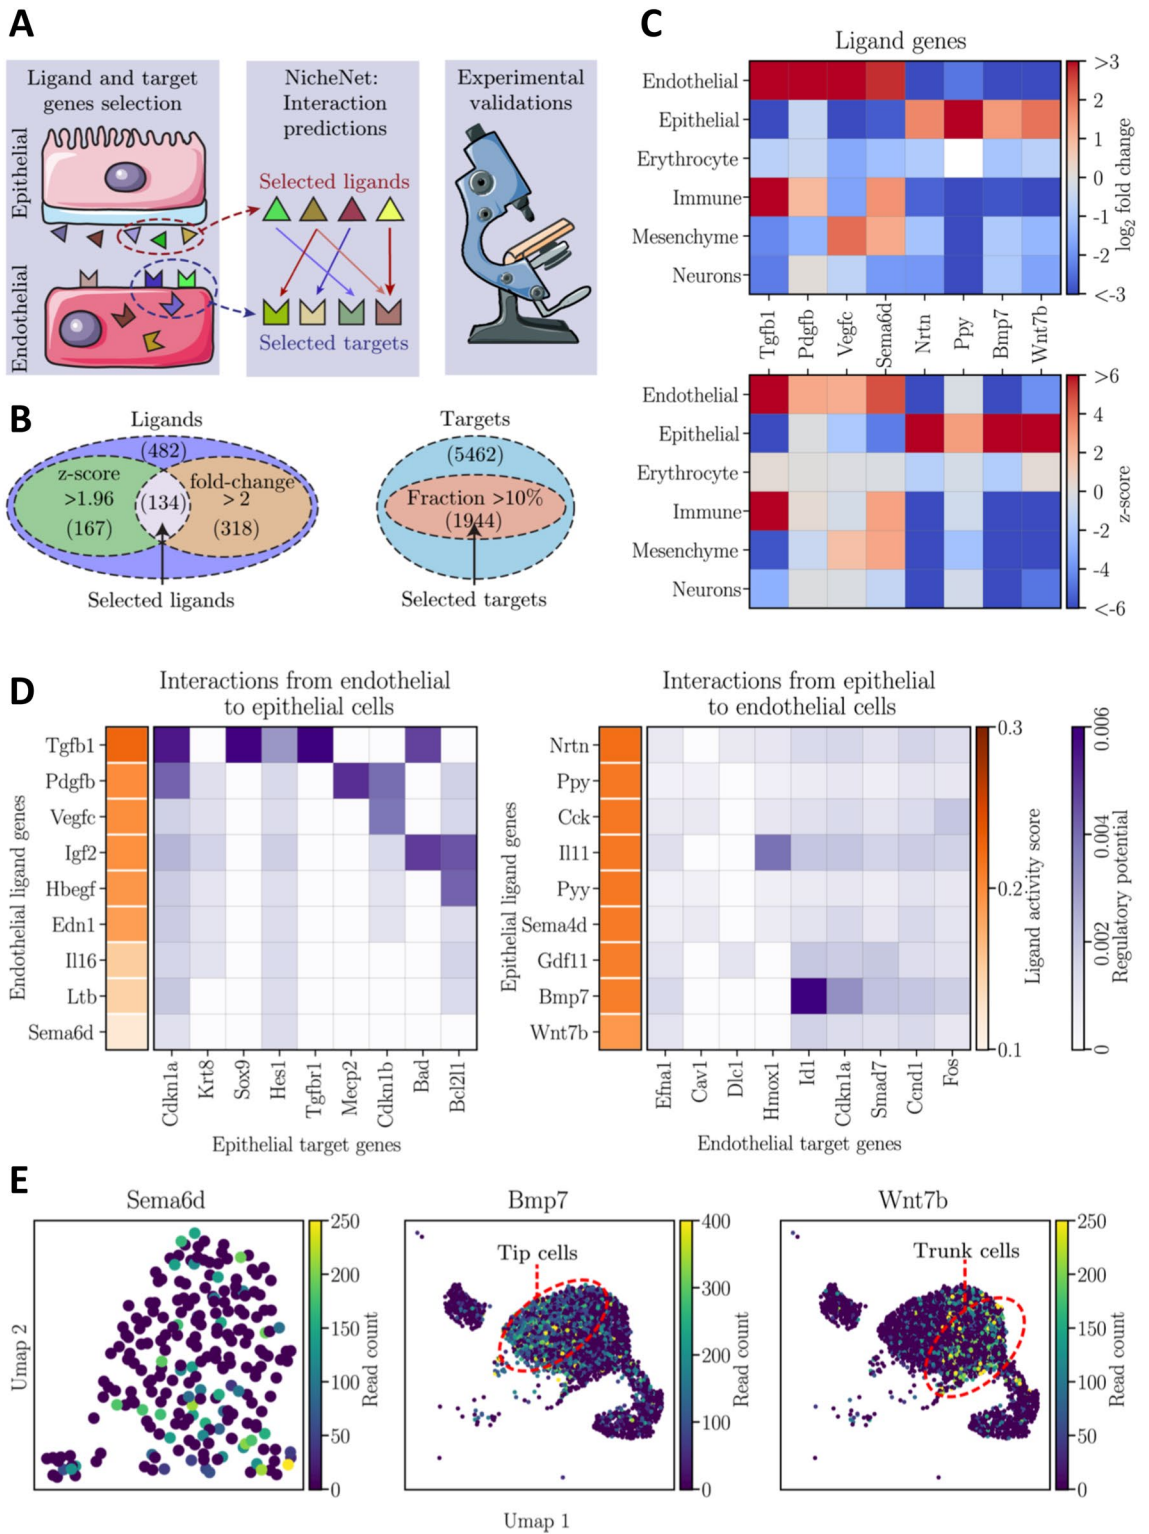 A
Ligand and target
genes selection
Epithelial
Endothelial
NicheNet:
Interaction
predictions
Selected ligands
Selected targets
Experimental
validations
B
Ligands
(482)
z-score
>1.96
(167)
(134)
fold-change
> 2
(318)
Selected ligands
Targets
(5462)
Fraction >10%
(1944)
Selected targets
C
Ligand genes
Endothelial
Epithelial
Erythrocyte
Immune
Mesenchyme
Neurons
>3
2
1
0
-1
-2
<-3
log2 fold change
Tgfb1
Pdgfb
Vegfc
Sema6d
Nrtn
Ppy
Bmp7
Wnt7b
Endothelial
Epithelial
Erythrocyte
Immune
Mesenchyme
Neurons
>6
4
2
0
-2
-4
<-6
z-score
D
Interactions from endothelial
to epithelial cells
Endothelial ligand genes
Tgfb1
Pdgfb
Vegfc
Igf2
Hbegf
Edn1
Il16
Ltb
Sema6d
Cdkn1a
Krt8
Sox9
Hes1
Tgfbr1
Mecp2
Cdkn1b
Bad
Bcl2l1
Epithelial target genes
Interactions from epithelial
to endothelial cells
Epithelial ligand genes
Nrtn
Ppy
Cck
Il11
Pyy
Sema4d
Gdf11
Bmp7
Wnt7b
Efna1
Cav1
Dlc1
Hmox1
Id1
Cdkn1a
Smad7
Ccnd1
Fos
Endothelial target genes
0.3
0.2
0.1
Ligand activity score
0.006
0.004
0.002
0
Regulatory potential
E
Sema6d
Umap 2
250
200
150
100
50
0
Read count
Bmp7
Tip cells
400
300
200
100
0
Read count
Umap 1
Wnt7b
Trunk cells
250
200
150
100
50
0
Read count